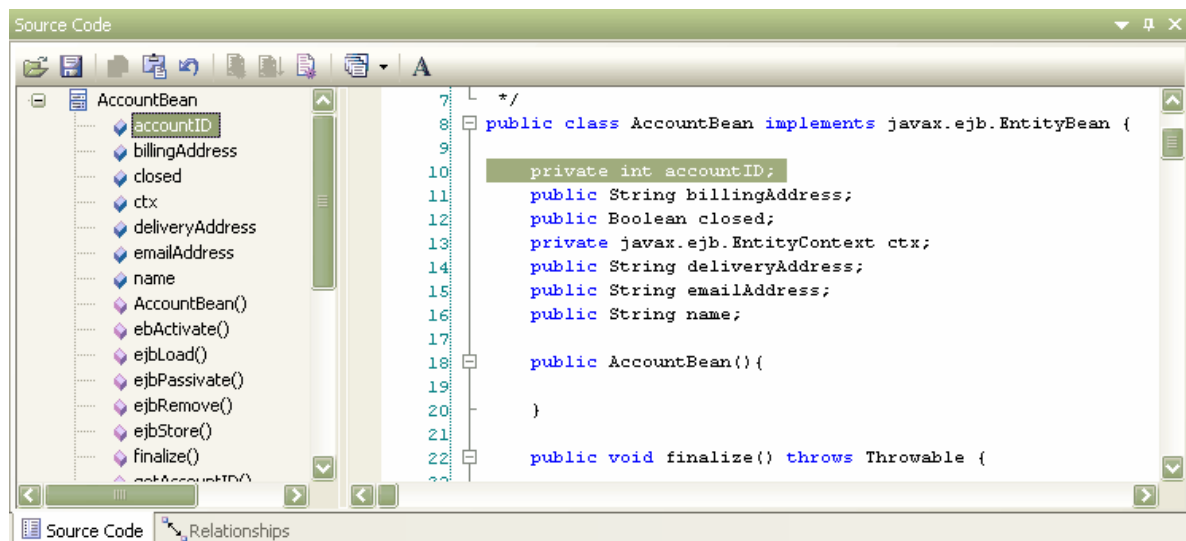 Source Code
A
AccountBean
accountID
billingAddress
closed
ctx
deliveryAddress
emailAddress
name
AccountBean()
ebActivate()
ejbLoad()
ejbPassivate()
ejbRemove()
ejbStore()
finalize()
getAccountID()
7 */
8 public class AccountBean implements javax.ejb.EntityBean {
9
10 private int accountID;
11 public String billingAddress;
12 public Boolean closed;
13 private javax.ejb.EntityContext ctx;
14 public String deliveryAddress;
15 public String emailAddress;
16 public String name;
17
18 public AccountBean(){
19
20 }
21
22 public void finalize() throws Throwable {
Source Code Relationships